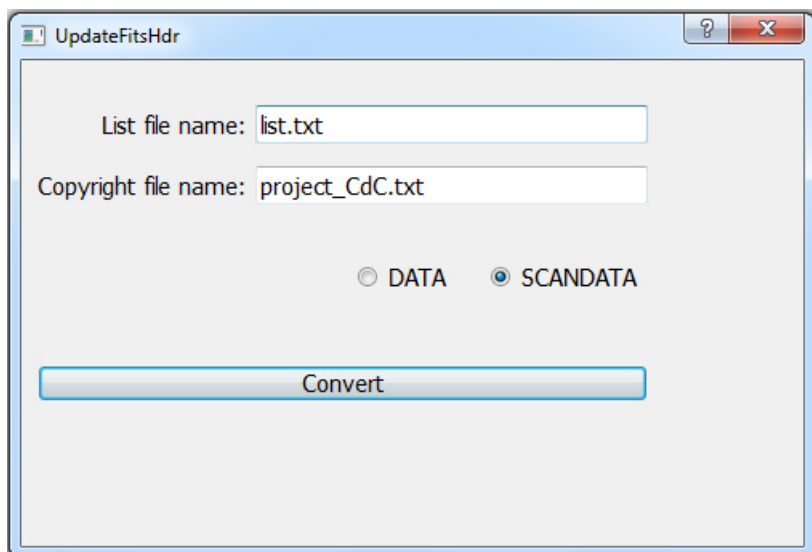 UpdateFitsHdr
List file name: list.txt
Copyright file name: project_CdC.txt
DATA SCANDATA
Convert